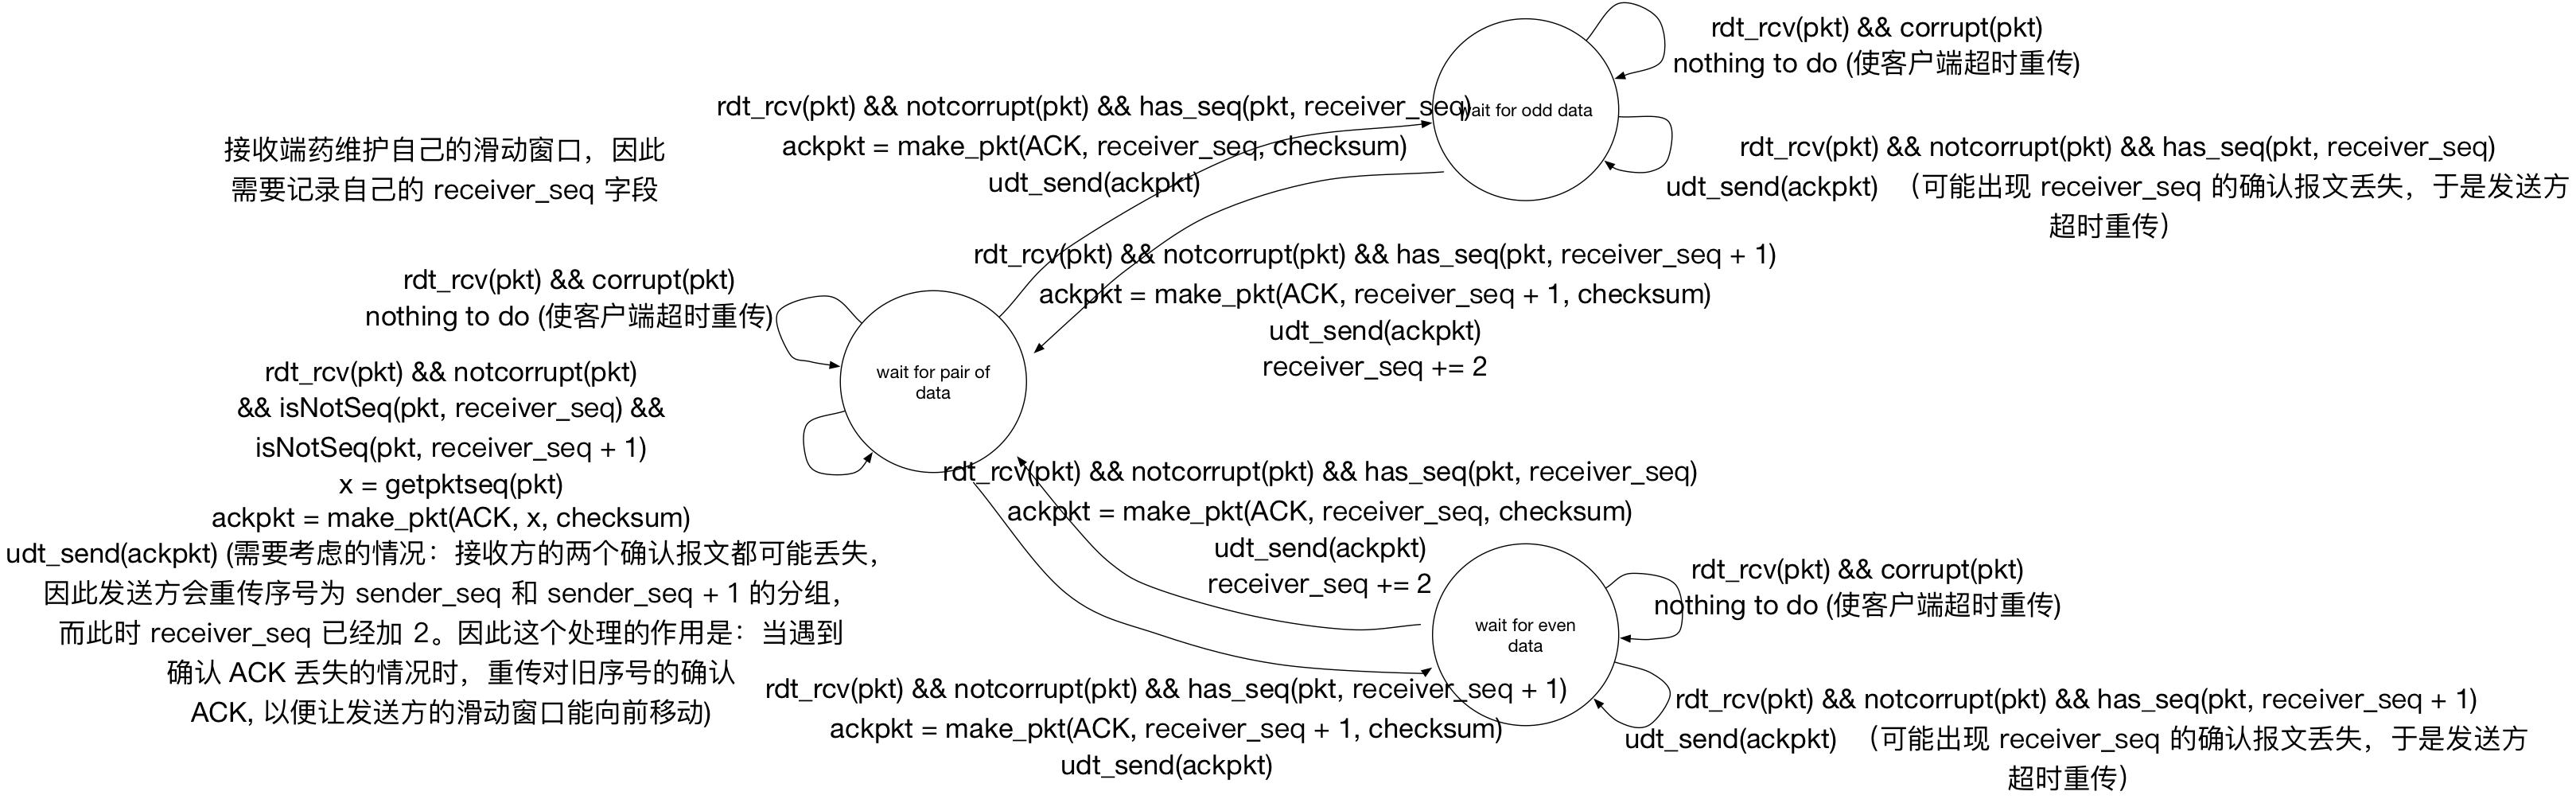 rdt_rcv(pkt) && corrupt(pkt)
nothing to do (使客户端超时重传)
rdt_rcv(pkt) && notcorrupt(pkt) && has_seq(pkt, receiver_seq)
ackpkt = make_pkt(ACK, receiver_seq, checksum)
udt_send(ackpkt)
wait for odd data
rdt_rcv(pkt) && notcorrupt(pkt) && has_seq(pkt, receiver_seq)
udt_send(ackpkt) （可能出现 receiver_seq 的确认报文丢失，于是发送方
超时重传）
接收端药维护自己的滑动窗口，因此
需要记录自己的 receiver_seq 字段
rdt_rcv(pkt) && notcorrupt(pkt) && has_seq(pkt, receiver_seq + 1)
ackpkt = make_pkt(ACK, receiver_seq + 1, checksum)
udt_send(ackpkt)
receiver_seq += 2
rdt_rcv(pkt) && corrupt(pkt)
nothing to do (使客户端超时重传)
wait for pair of
data
rdt_rcv(pkt) && notcorrupt(pkt)
&& isNotSeq(pkt, receiver_seq) &&
isNotSeq(pkt, receiver_seq + 1)
x = getpktseq(pkt)
ackpkt = make_pkt(ACK, x, checksum)
udt_send(ackpkt) (需要考虑的情况：接收方的两个确认报文都可能丢失，
因此发送方会重传序号为 sender_seq 和 sender_seq + 1 的分组，
而此时 receiver_seq 已经加 2。因此这个处理的作用是：当遇到
确认 ACK 丢失的情况时，重传对旧序号的确认
ACK, 以便让发送方的滑动窗口能向前移动)
rdt_rcv(pkt) && notcorrupt(pkt) && has_seq(pkt, receiver_seq)
ackpkt = make_pkt(ACK, receiver_seq, checksum)
udt_send(ackpkt)
receiver_seq += 2
rdt_rcv(pkt) && corrupt(pkt)
nothing to do (使客户端超时重传)
wait for even
data
rdt_rcv(pkt) && notcorrupt(pkt) && has_seq(pkt, receiver_seq + 1)
ackpkt = make_pkt(ACK, receiver_seq + 1, checksum)
udt_send(ackpkt)
rdt_rcv(pkt) && notcorrupt(pkt) && has_seq(pkt, receiver_seq + 1)
udt_send(ackpkt) （可能出现 receiver_seq 的确认报文丢失，于是发送方
超时重传）